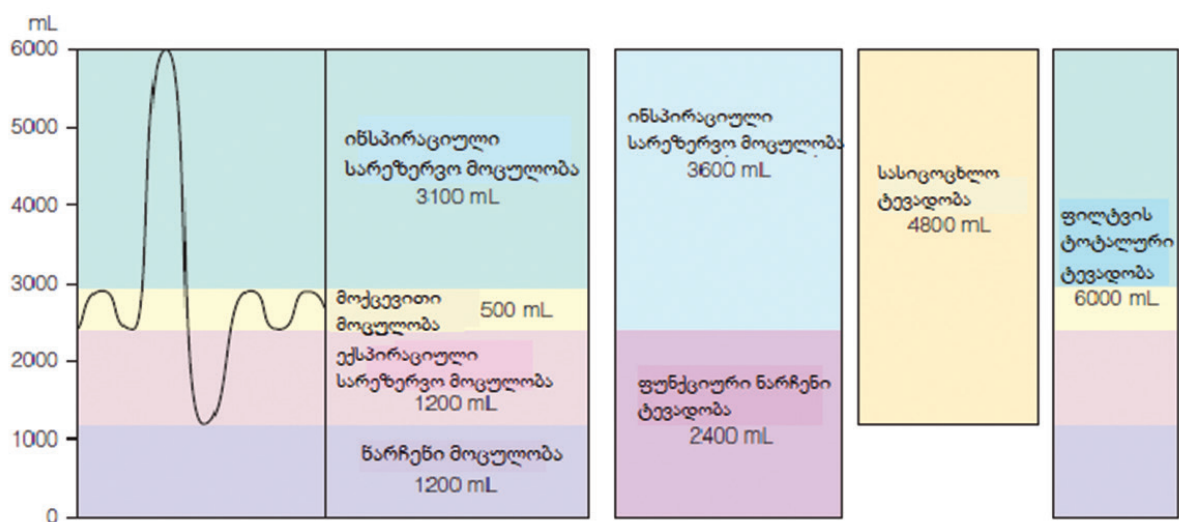 mL
6000
5000
4000
3000
2000
1000
0
ინსპირაციული
სარეზერვო მოცულობა
3100 mL
მოქცევითი
მოცულობა
500 mL
ექსპირაციული
სარეზერვო მოცულობა
1200 mL
ნარჩენი მოცულობა
1200 mL
ინსპირაციული
სარეზერვო მოცულობა
3600 mL
ფუნქციური ნარჩენი
ტევადობა
2400 mL
სასიცოცხლო
ტევადობა
4800 mL
ფილტვის
ტოტალური
ტევადობა
6000 mL